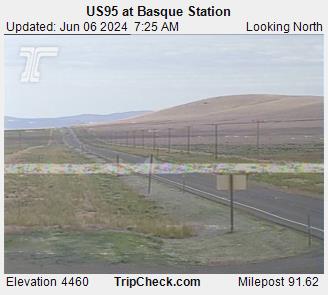 US95 at Basque Station
Updated: Jun 06 2024 7:25 AM Looking North
Elevation 4460 TripCheck.com Milepost 91.62